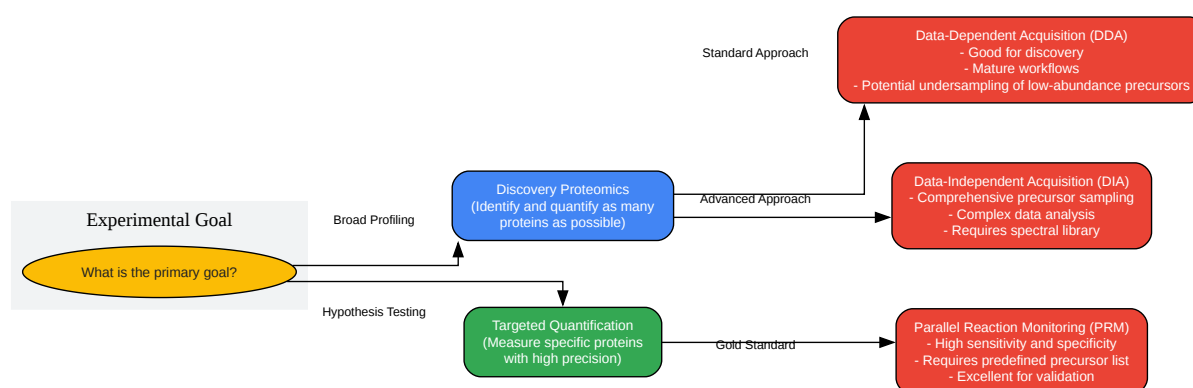 Experimental Goal
What is the primary goal?
Broad Profiling
Hypothesis Testing
Discovery Proteomics
(Identify and quantify as many
proteins as possible)
Targeted Quantification
(Measure specific proteins
with high precision)
Standard Approach
Advanced Approach
Gold Standard
Data-Dependent Acquisition (DDA)
- Good for discovery
- Mature workflows
- Potential undersampling of low-abundance precursors
Data-Independent Acquisition (DIA)
- Comprehensive precursor sampling
- Complex data analysis
- Requires spectral library
Parallel Reaction Monitoring (PRM)
- High sensitivity and specificity
- Requires predefined precursor list
- Excellent for validation